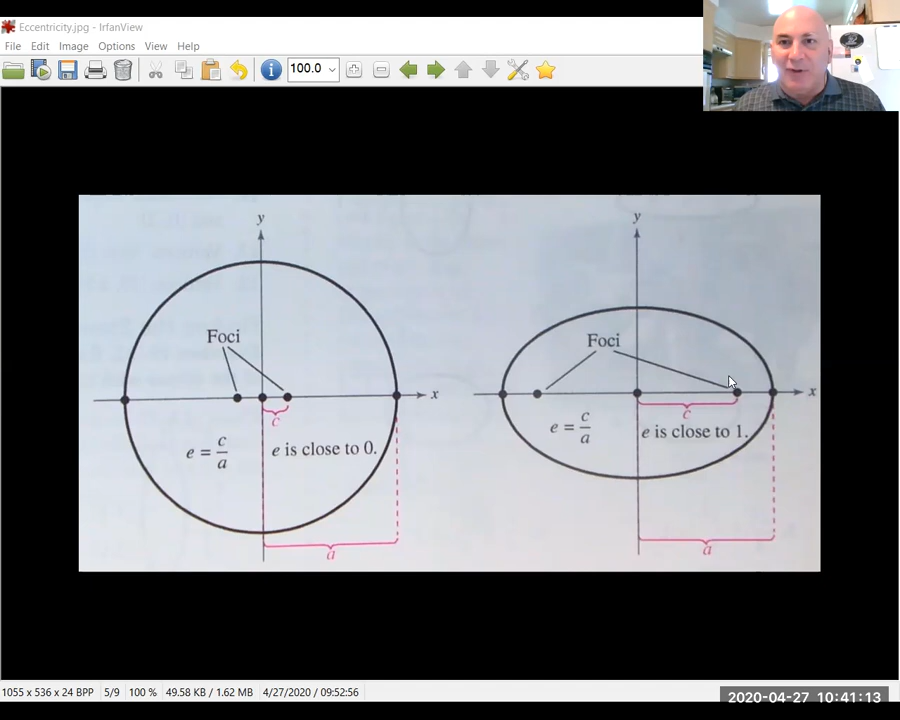 Eccentricity.jpg - IrfanView
File Edit Image Options View Help
100.0
y
y
Foci
Foci
x
x
c
c
e = c/a
e is close to 0.
e = c/a
e is close to 1.
a
a
1055 x 536 x 24 BPP 5/9 100 % 49.58 KB / 1.62 MB 4/27/2020 / 09:52:56
2020-04-27 10:41:13